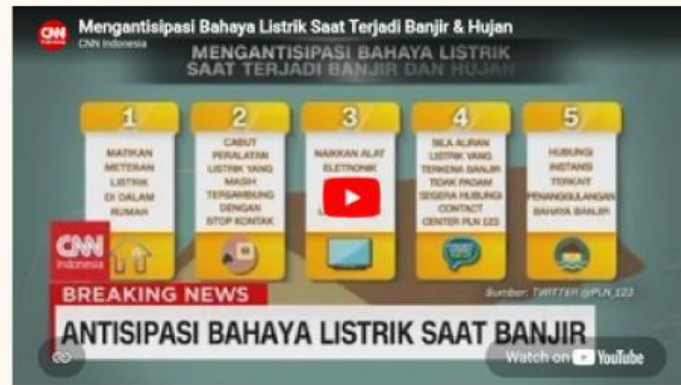 Mengantisipasi Bahaya Listrik Saat Terjadi Banjir & Hujan
CNN Indonesia
MENGANTISIPASI BAHAYA LISTRIK
SAAT TERJADI BANJIR DAN HUJAN
1
MATIKAN
METERAN
LISTRIK
DI DALAM
RUMAH
2
CABUT
PERALATAN
LISTRIK YANG
MASIH
TERSAMBUNG
DENGAN
STOP KONTAK
3
NAIKKAN ALAT
ELETRONIK
4
BILA ALIRAN
LISTRIK YANG
TERKENA BANJIR
TIDAK PADAM
SEGERA HUBUNGI
CONTACT
CENTER PLN 123
5
HUBUNGI
INSTANSI
TERKAIT
PENANGGULANGAN
BAHAYA BANJIR
CNN
Indonesia
BREAKING NEWS
Sumber: TWITTER @PLN_123
ANTISIPASI BAHAYA LISTRIK SAAT BANJIR
Watch on YouTube